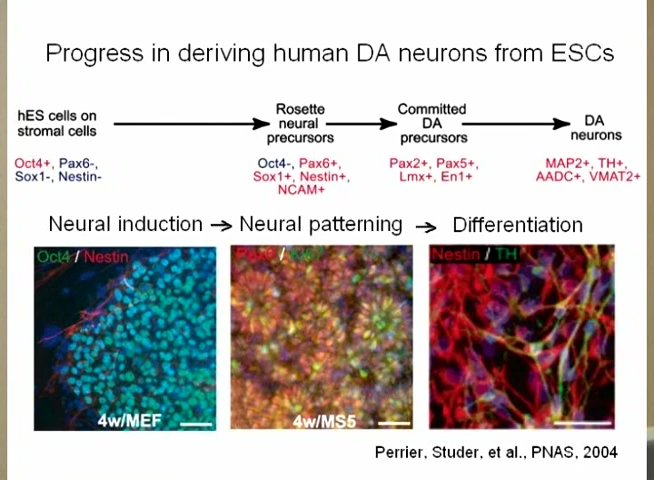 Progress in deriving human DA neurons from ESCs
hES cells on
stromal cells
Rosette
neural
precursors
Committed
DA
precursors
DA
neurons
Oct4+, Pax6-,
Sox1-, Nestin-
Oct4-, Pax6+,
Sox1+, Nestin+,
NCAM+
Pax2+, Pax5+,
Lmx+, En1+
MAP2+, TH+,
AADC+, VMAT2+
Neural induction → Neural patterning → Differentiation
Oct4 / Nestin
Nestin / TH
4w/MEF
4w/MS5
Perrier, Studer, et al., PNAS, 2004